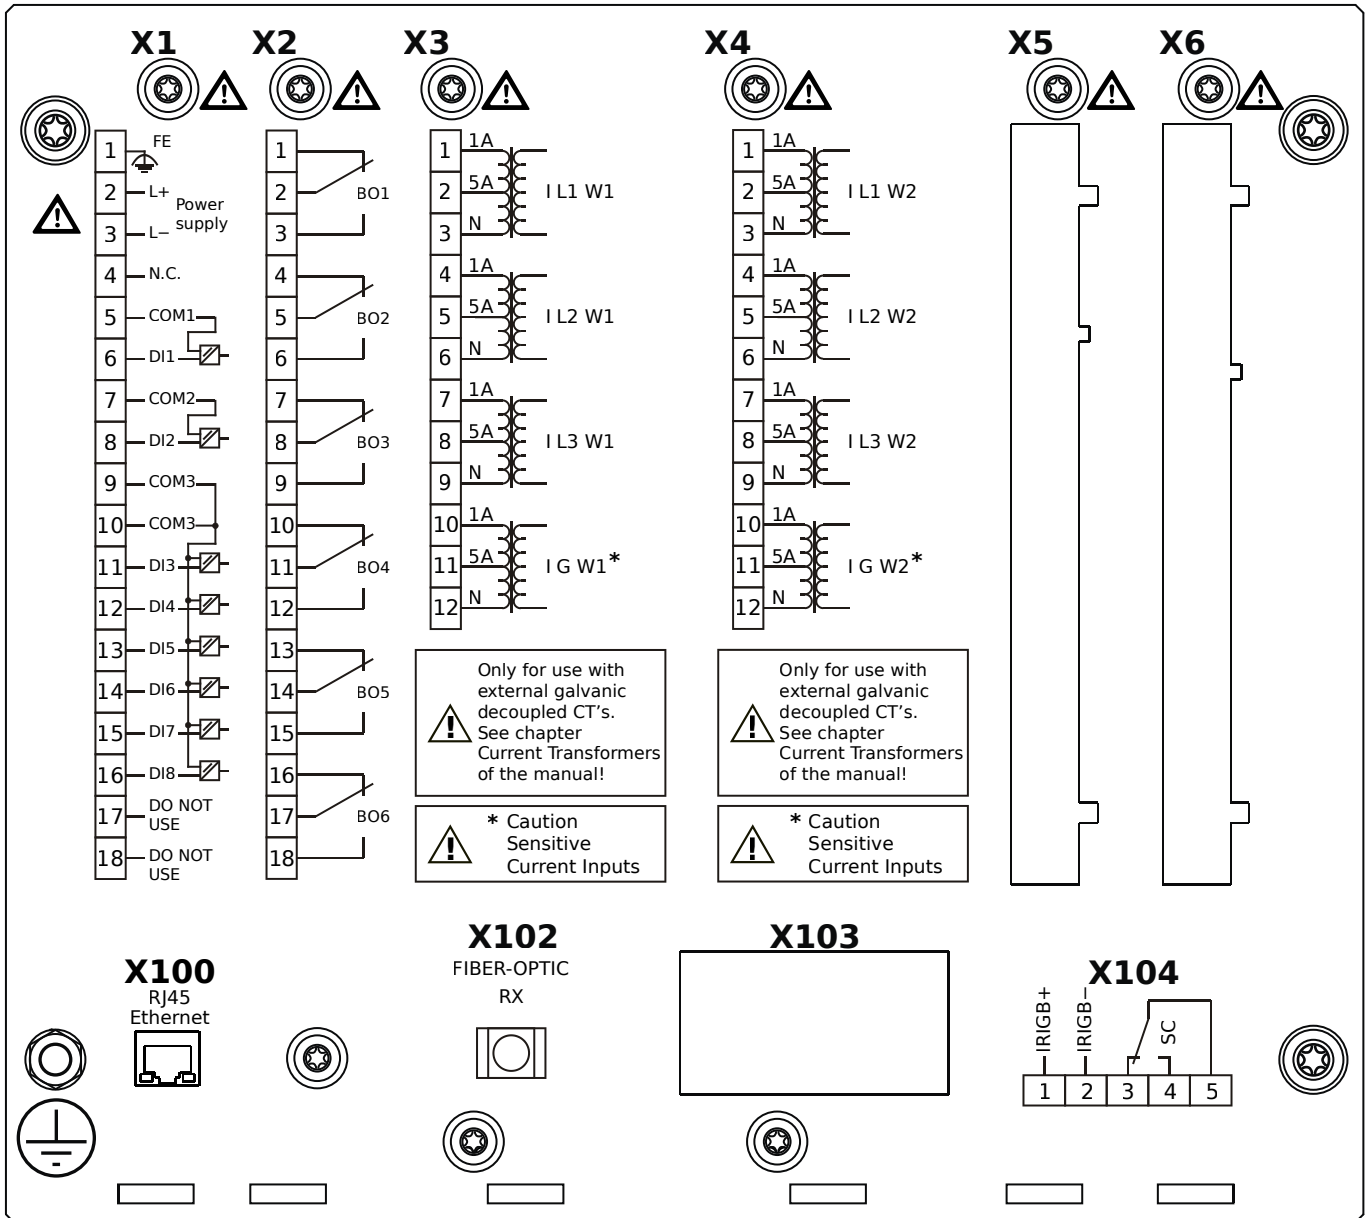 X1
X2
X3
X4
X5
X6
1
FE
2
L+
Power
supply
3
L−
4
N.C.
5
COM1
6
DI1
7
COM2
8
DI2
9
COM3
10
COM3
11
DI3
12
DI4
13
DI5
14
DI6
15
DI7
16
DI8
17
DO NOT
USE
18
DO NOT
USE
1
2
BO1
3
4
5
BO2
6
7
8
BO3
9
10
11
BO4
12
13
14
BO5
15
16
17
BO6
18
1
1A
2
5A
I L1 W1
3
N
4
1A
5
5A
I L2 W1
6
N
7
1A
8
5A
I L3 W1
9
N
10
1A
11
5A
I G W1*
12
N
Only for use with
external galvanic
decoupled CT's.
See chapter
Current Transformers
of the manual!
* Caution
Sensitive
Current Inputs
1
1A
2
5A
I L1 W2
3
N
4
1A
5
5A
I L2 W2
6
N
7
1A
8
5A
I L3 W2
9
N
10
1A
11
5A
I G W2*
12
N
Only for use with
external galvanic
decoupled CT's.
See chapter
Current Transformers
of the manual!
* Caution
Sensitive
Current Inputs
X100
RJ45
Ethernet
X102
FIBER-OPTIC
RX
X103
X104
IRIGB+
IRIGB−
SC
1 2 3 4 5